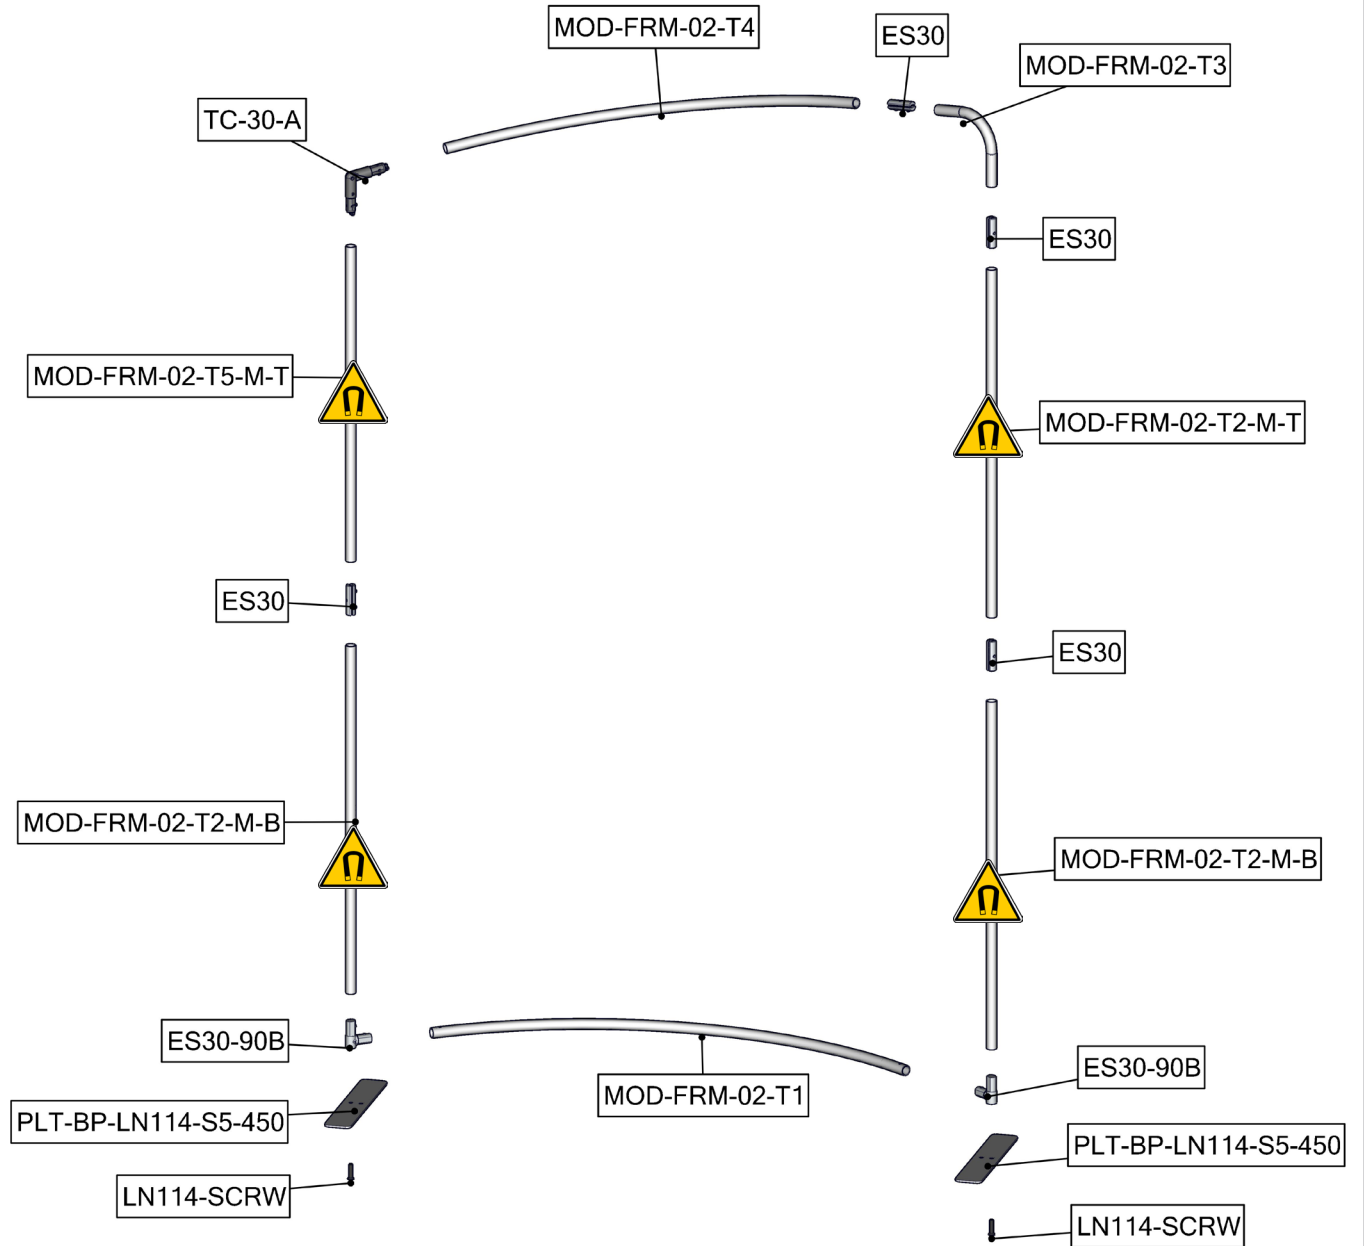 MOD-FRM-02-T4
ES30
MOD-FRM-02-T3
TC-30-A
ES30
MOD-FRM-02-T5-M-T
MOD-FRM-02-T2-M-T
ES30
ES30
MOD-FRM-02-T2-M-B
MOD-FRM-02-T2-M-B
ES30-90B
ES30-90B
MOD-FRM-02-T1
PLT-BP-LN114-S5-450
PLT-BP-LN114-S5-450
LN114-SCRW
LN114-SCRW